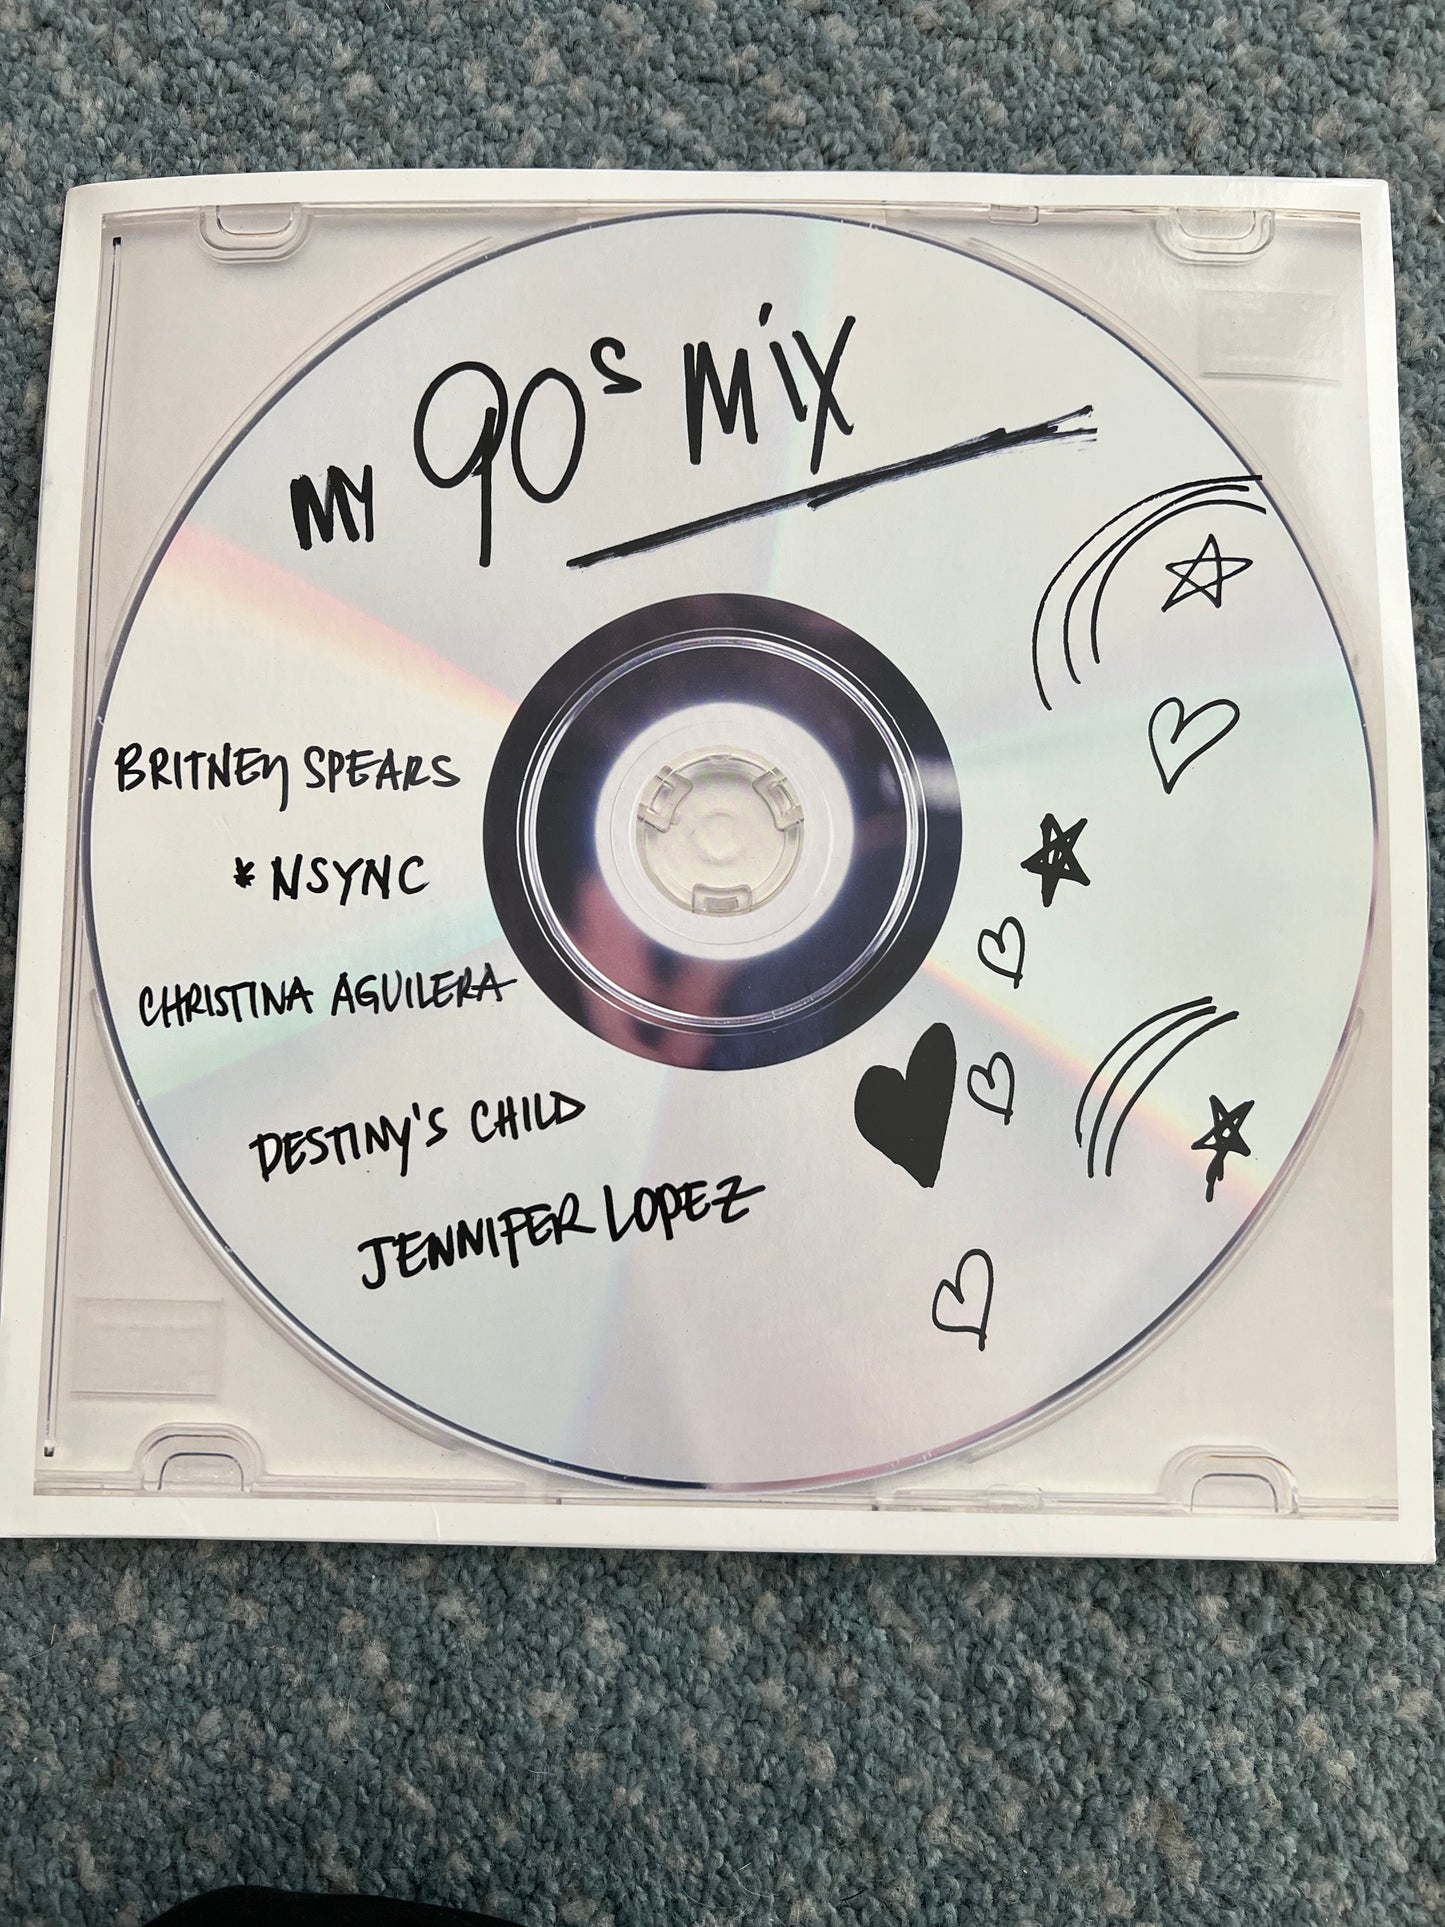 MY 90s MIX
BRITNEY SPEARS
*NSYNC
CHRISTINA AGUILERA
DESTINY'S CHILD
JENNIFER LOPEZ